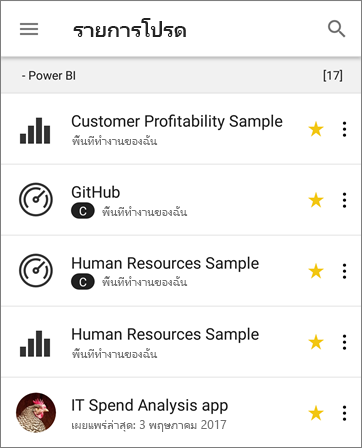 รายการโปรด
- Power BI [17]
Customer Profitability Sample
พื้นที่ทำงานของฉัน
GitHub
C พื้นที่ทำงานของฉัน
Human Resources Sample
C พื้นที่ทำงานของฉัน
Human Resources Sample
พื้นที่ทำงานของฉัน
IT Spend Analysis app
เผยแพร่ล่าสุด: 3 พฤษภาคม 2017